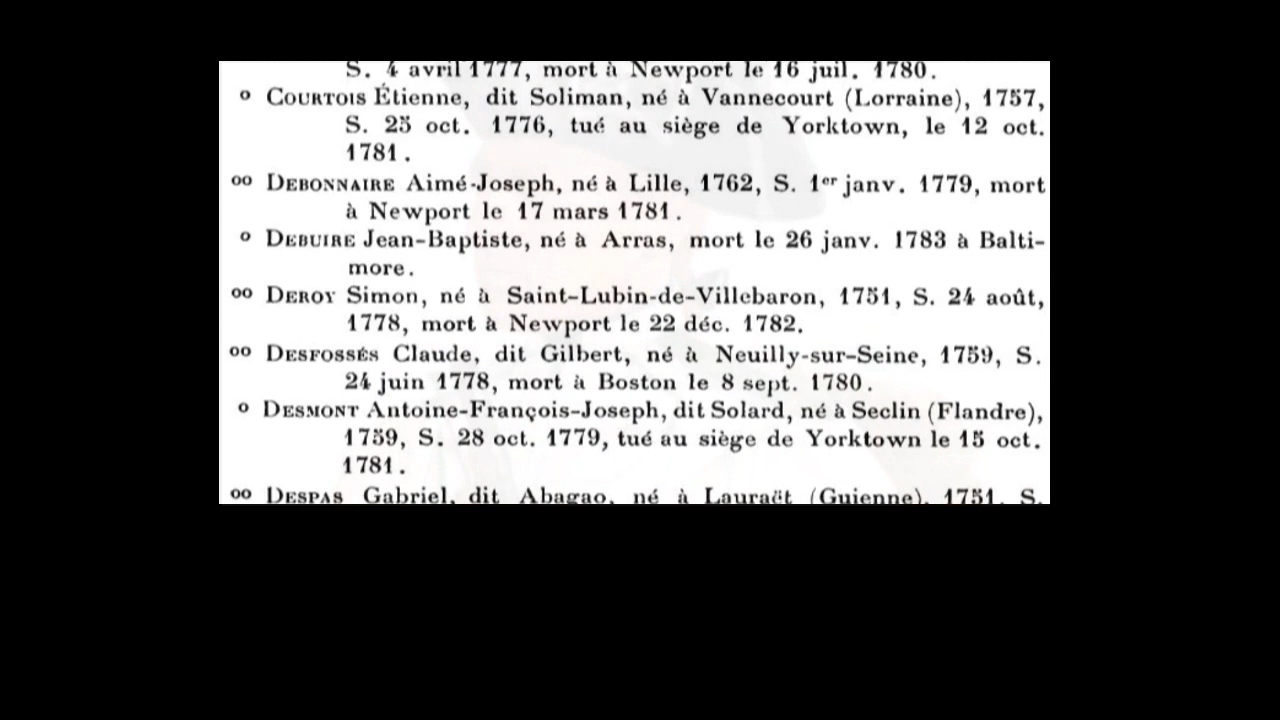 S. 4 avril 1777, mort à Newport le 16 juil. 1780.
o COURTOIS Étienne, dit Soliman, né à Vannecourt (Lorraine), 1757,
S. 25 oct. 1776, tué au siège de Yorktown, le 12 oct.
1781.
oo DEBONNAIRE Aimé-Joseph, né à Lille, 1762, S. 1er janv. 1779, mort
à Newport le 17 mars 1781.
o DEBUIRE Jean-Baptiste, né à Arras, mort le 26 janv. 1783 à Balti-
more.
oo DEROY Simon, né à Saint-Lubin-de-Villebaron, 1751, S. 24 août,
1778, mort à Newport le 22 déc. 1782.
oo DESFOSSÉS Claude, dit Gilbert, né à Neuilly-sur-Seine, 1759, S.
24 juin 1778, mort à Boston le 8 sept. 1780.
o DESMONT Antoine-François-Joseph, dit Solard, né à Seclin (Flandre),
1759, S. 28 oct. 1779, tué au siège de Yorktown le 15 oct.
1781.
oo DESPAS Gabriel, dit Abagao, né à Lauraët (Guienne), 1751, S.